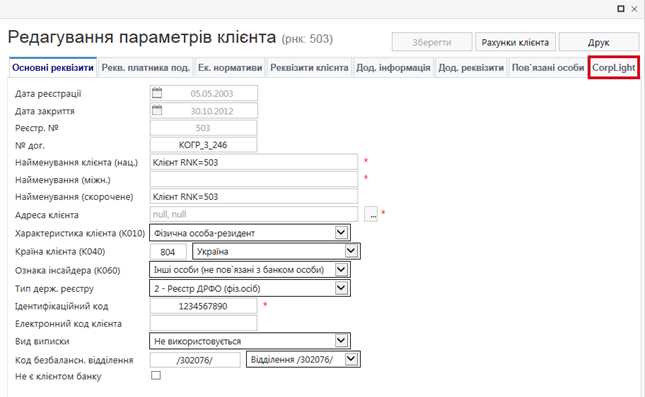 Редагування параметрів клієнта (рнк: 503)
Зберегти Рахунки клієнта Друк
Основні реквізити Рекв. платника под. Ек. нормативи Реквізити клієнта Дод. інформація Дод. реквізити Пов`язані особи CorpLight
Дата реєстрації 05.05.2003
Дата закриття 30.10.2012
Реєстр. № 503
№ дог. КОГР_3_246
Найменування клієнта (нац.) Клієнт RNK=503 *
Найменування (міжн.) *
Найменування (скорочене) Клієнт RNK=503
Адреса клієнта null, null ... *
Характеристика клієнта (К010) Фізична особа-резидент
Країна клієнта (К040) 804 Україна
Ознака інсайдера (К060) Інші особи (не пов`язані з банком особи)
Тип держ. реєстру 2 - Реєстр ДРФО (фіз.осіб)
Ідентифікаційний код 1234567890 *
Електронний код клієнта
Вид виписки Не використовується
Код безбалансн. відділення /302076/ Відділення /302076/
Не є клієнтом банку